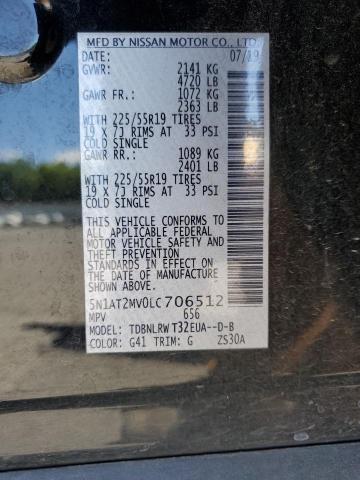 MFD BY NISSAN MOTOR CO., LTD.
DATE: 07/19
GVWR: 2141 KG
4720 LB
GAWR FR.: 1072 KG
2363 LB
WITH 225/55R19 TIRES
19 X 7J RIMS AT 33 PSI
COLD SINGLE
GAWR RR.: 1089 KG
2401 LB
WITH 225/55R19 TIRES
19 X 7J RIMS AT 33 PSI
COLD SINGLE
THIS VEHICLE CONFORMS TO
ALL APPLICABLE FEDERAL
MOTOR VEHICLE SAFETY
THEFT PREVENTION
STANDARDS IN EFFECT ON
THE DATE OF MANUFACTURE
SHOWN ABOVE.
5N1AT2MV0LC706512
MPV 656
MODEL: TDBNLRWT32EUA--D-B
COLOR: G41 TRIM: G ZS30A